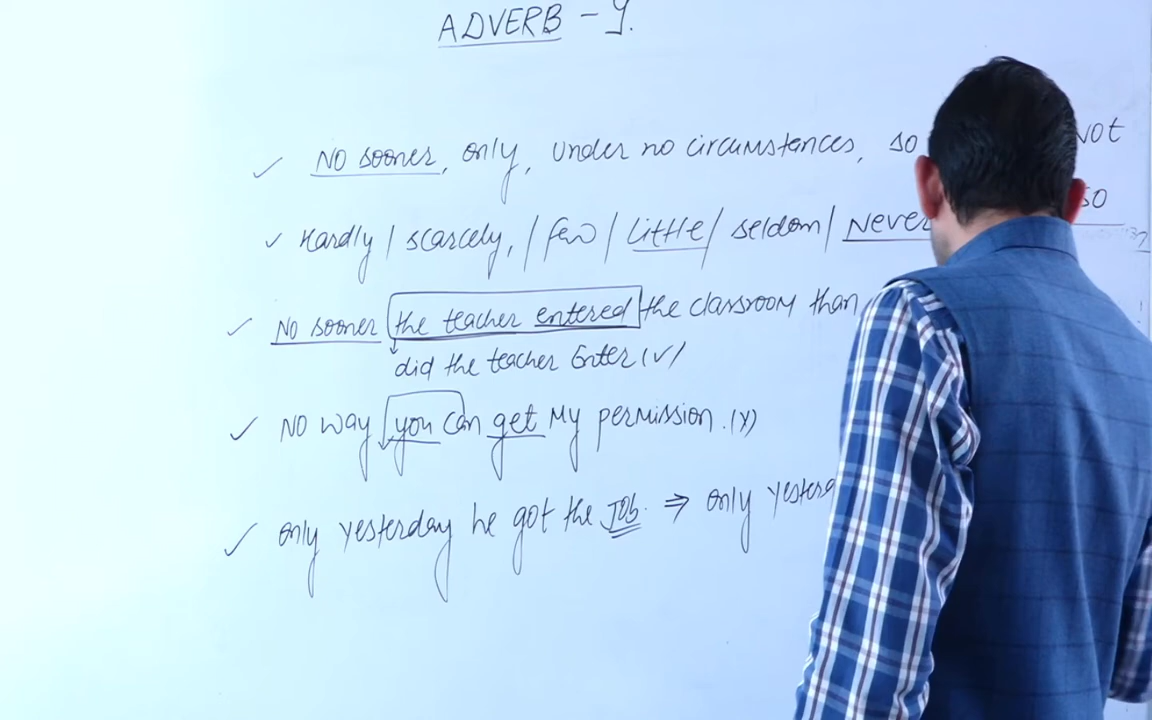 ADVERB - I.
✓ NO sooner, only, under no circumstances, so NOT
so
✓ Hardly / scarcely, / few / Little / seldom / Never
✓ No sooner the teacher entered the classroom than
did the teacher Enter (✓)
✓ NO way you can get My permission. (X)
✓ only yesterday he got the Job. ⇒ only